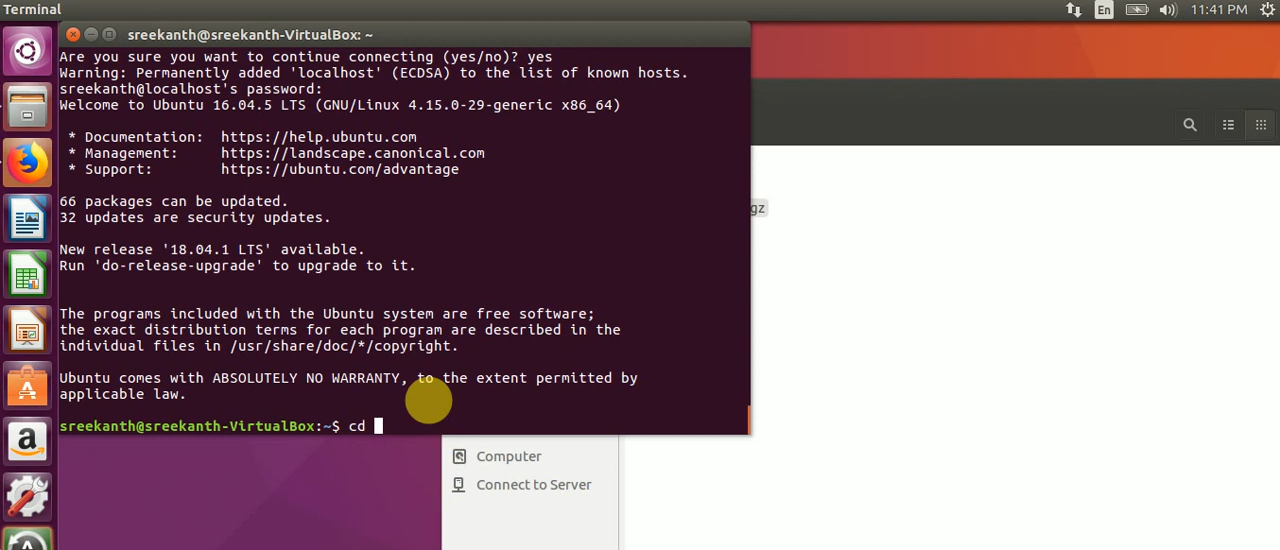 Terminal
En
11:41 PM
sreekanth@sreekanth-VirtualBox: ~
Are you sure you want to continue connecting (yes/no)? yes
Warning: Permanently added 'localhost' (ECDSA) to the list of known hosts.
sreekanth@localhost's password:
Welcome to Ubuntu 16.04.5 LTS (GNU/Linux 4.15.0-29-generic x86_64)
* Documentation:  https://help.ubuntu.com
* Management:     https://landscape.canonical.com
* Support:        https://ubuntu.com/advantage
66 packages can be updated.
32 updates are security updates.
New release '18.04.1 LTS' available.
Run 'do-release-upgrade' to upgrade to it.
The programs included with the Ubuntu system are free software;
the exact distribution terms for each program are described in the
individual files in /usr/share/doc/*/copyright.
Ubuntu comes with ABSOLUTELY NO WARRANTY, to the extent permitted by
applicable law.
sreekanth@sreekanth-VirtualBox:~$ cd
gz
Computer
Connect to Server